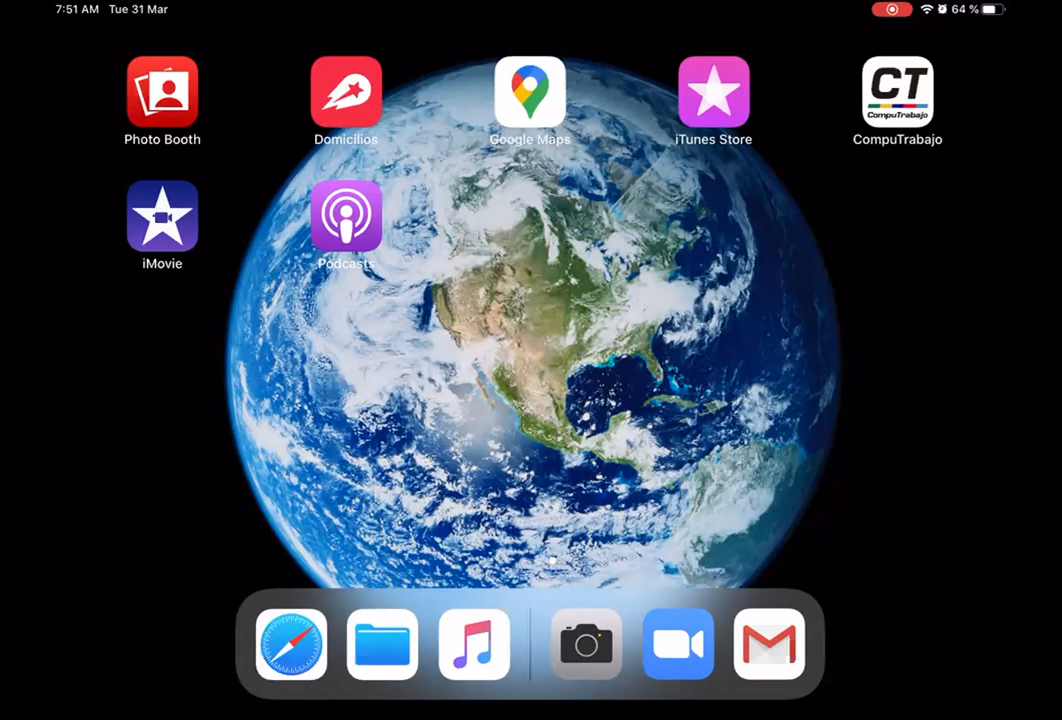 7:51 AM Tue 31 Mar
64 %
Photo Booth
Domicilios
Google Maps
iTunes Store
CT
CompuTrabajo
CompuTrabajo
iMovie
Podcasts